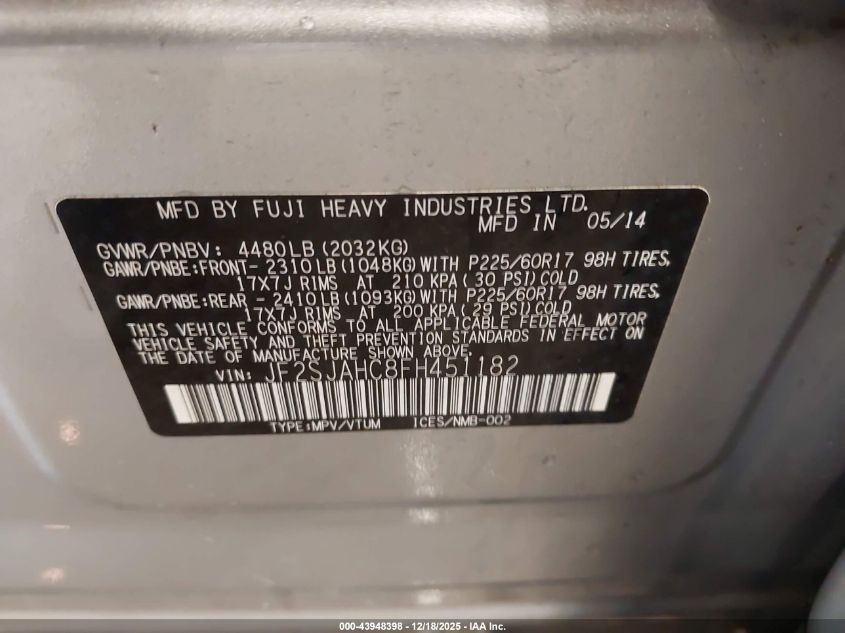 MFD BY FUJI HEAVY INDUSTRIES LTD.
MFD IN 05/14
GVWR/PNBV: 4480LB(2032KG)
GAWR/PNBE:FRONT- 2310LB(1048KG)WITH P225/60R17 98H TIRES,
17X7J RIMS AT 210 KPA(30 PSI)COLD
GAWR/PNBE:REAR - 2410LB(1093KG)WITH P225/60R17 98H TIRES,
17X7J RIMS AT 200 KPA(29 PSI)COLD
THIS VEHICLE CONFORMS TO ALL APPLICABLE FEDERAL MOTOR
VEHICLE SAFETY AND THEFT PREVENTION STANDARDS IN EFFECT ON
THE DATE OF MANUFACTURE SHOWN ABOVE.
VIN: JF2SJAHC8FH451182
TYPE:MPV/VTUM ICES/NMB-002
000-43948398 - 12/18/2025 - IAA Inc.